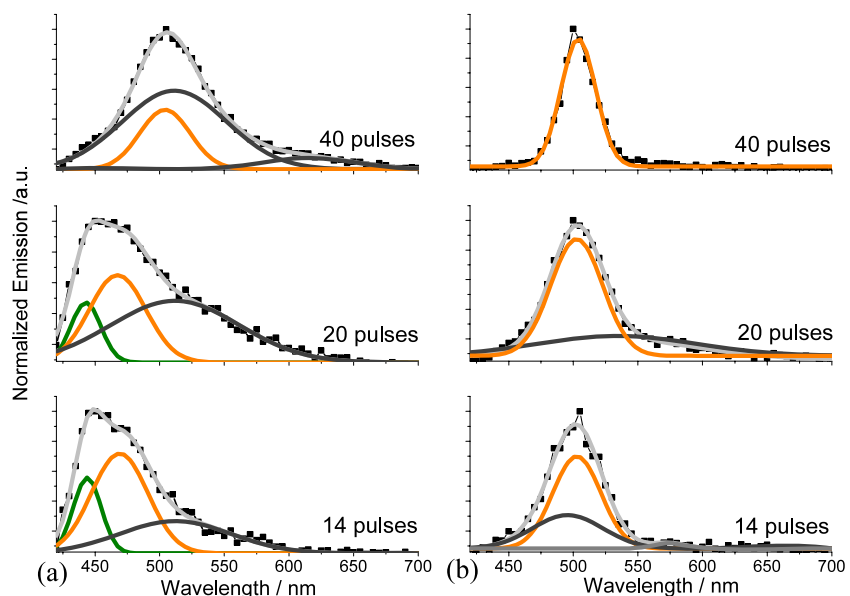 Normalized Emission /a.u.
40 pulses
20 pulses
14 pulses
450 500 550 600 650 700
(a)
Wavelength / nm
40 pulses
20 pulses
14 pulses
450 500 550 600 650 700
(b)
Wavelength / nm